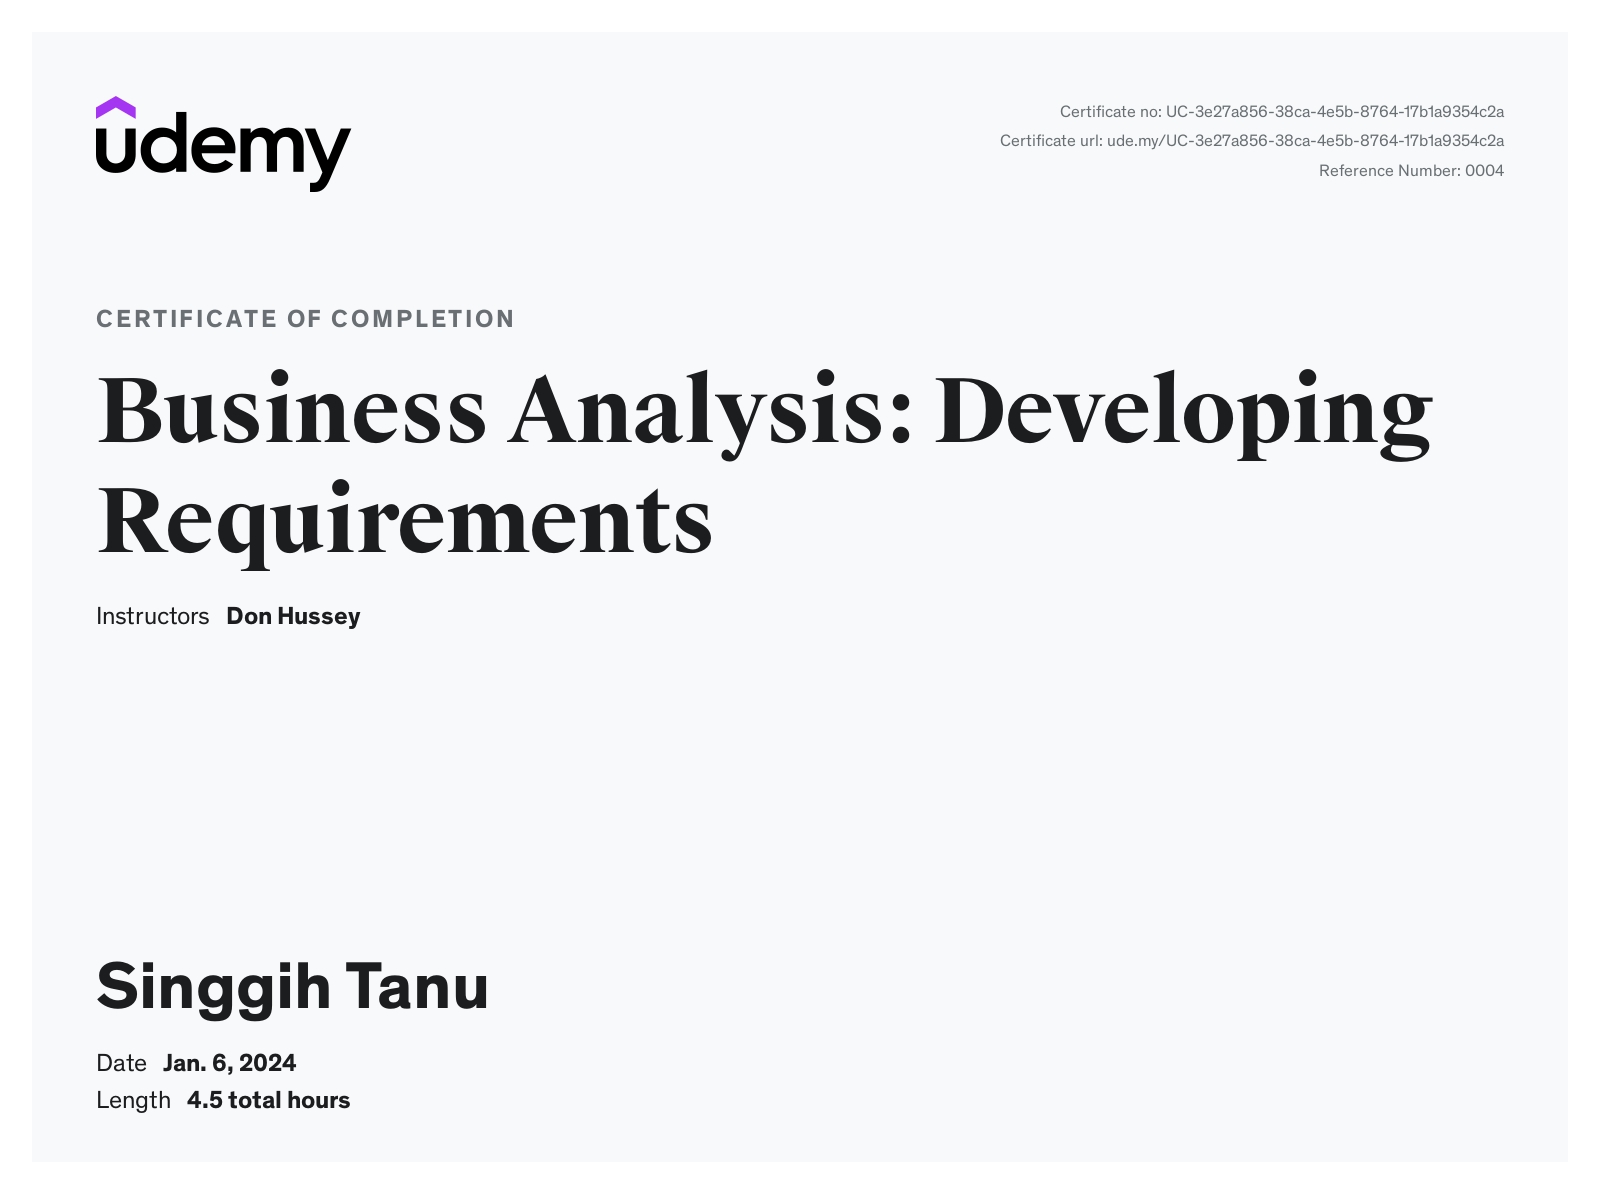 udemy
Certificate no: UC-3e27a856-38ca-4e5b-8764-17b1a9354c2a
Certificate url: ude.my/UC-3e27a856-38ca-4e5b-8764-17b1a9354c2a
Reference Number: 0004
CERTIFICATE OF COMPLETION
Business Analysis: Developing
Requirements
Instructors Don Hussey
Singgih Tanu
Date Jan. 6, 2024
Length 4.5 total hours